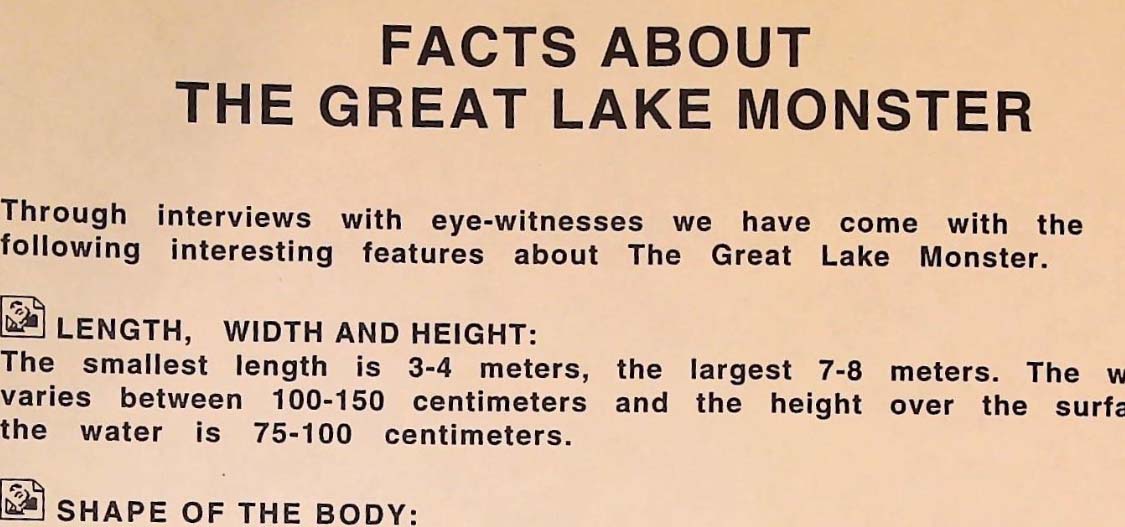 FACTS ABOUT
THE GREAT LAKE MONSTER
Through interviews with eye-witnesses we have come with the
following interesting features about The Great Lake Monster.
LENGTH, WIDTH AND HEIGHT:
The smallest length is 3-4 meters, the largest 7-8 meters. The
varies between 100-150 centimeters and the height over the
the water is 75-100 centimeters.
SHAPE OF THE BODY: